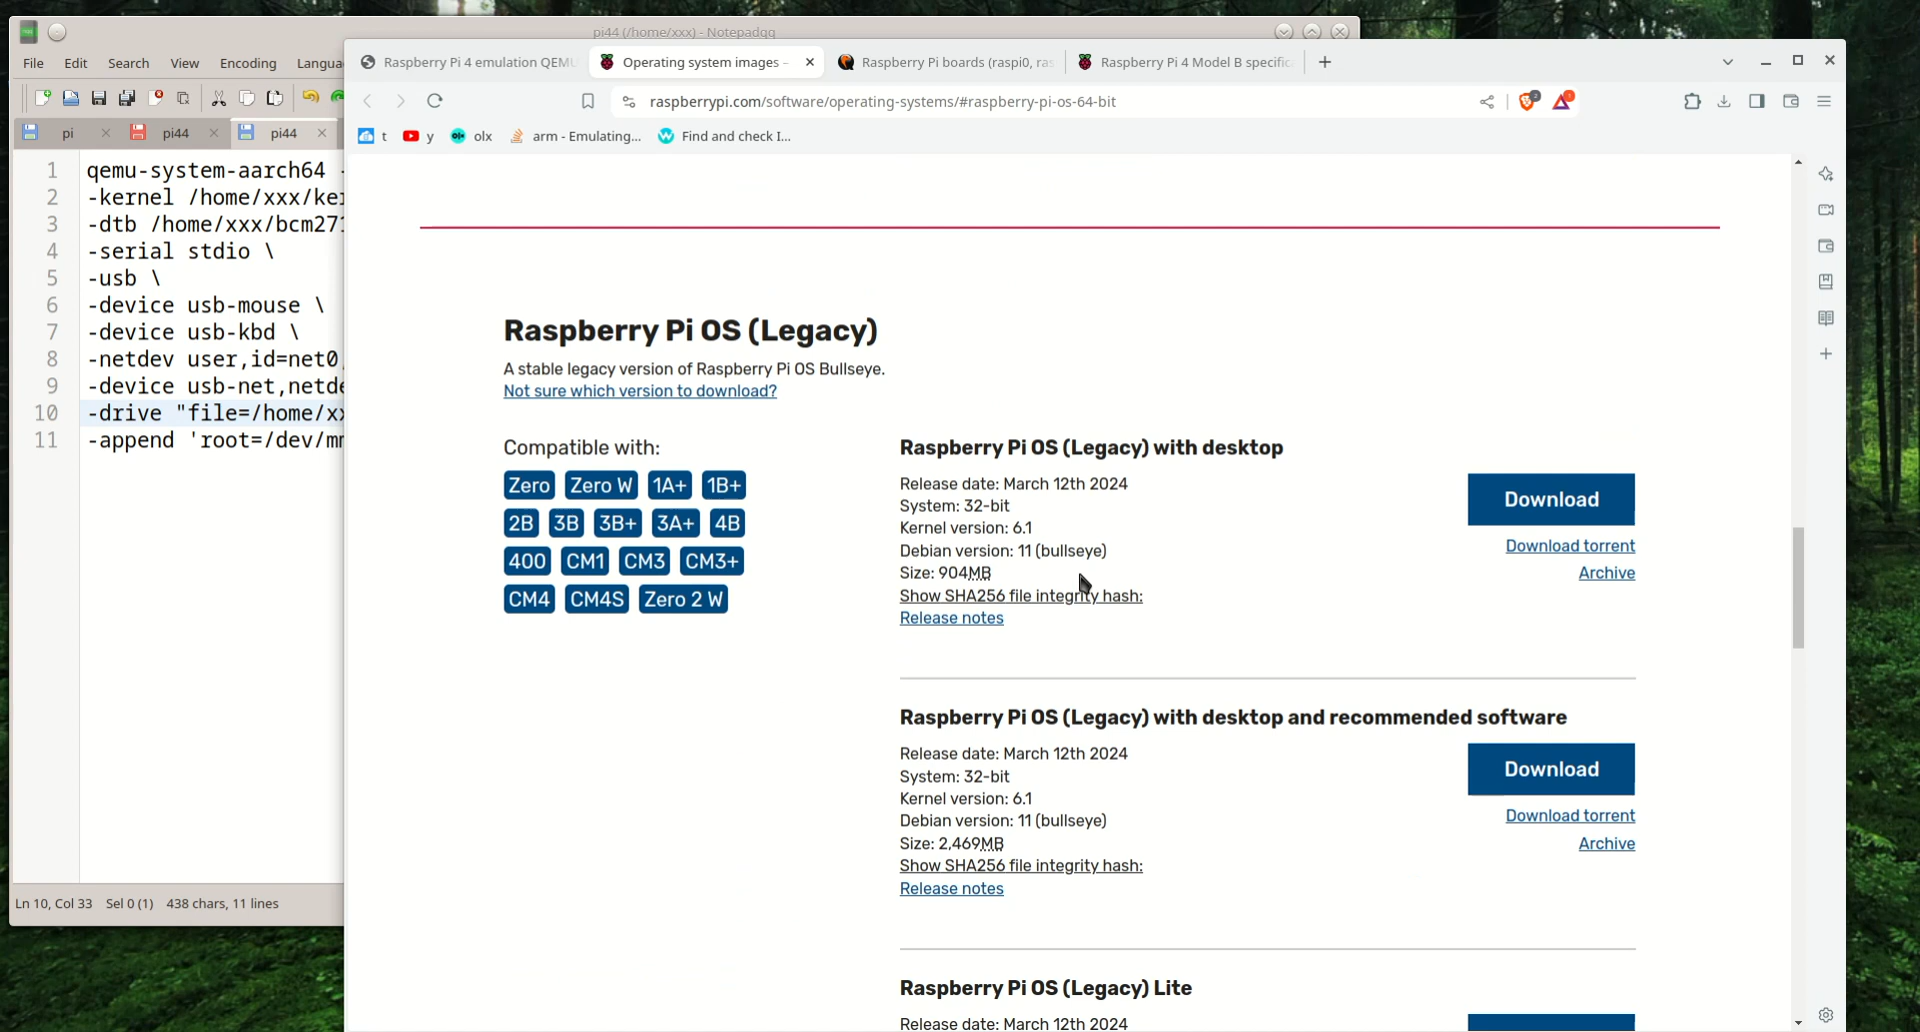 pi44 (/home/xxx) - Notepadqq
File Edit Search View Encoding Langua
pi
pi44
pi44
1 qemu-system-aarch64 -
2 -kernel /home/xxx/ker
3 -dtb /home/xxx/bcm271
4 -serial stdio \
5 -usb \
6 -device usb-mouse \
7 -device usb-kbd \
8 -netdev user,id=net0,
9 -device usb-net,netde
10 -drive "file=/home/xx
11 -append 'root=/dev/mm
Ln 10, Col 33 Sel 0 (1) 438 chars, 11 lines
Raspberry Pi 4 emulation QEMU
Operating system images –
Raspberry Pi boards (raspi0, ras
Raspberry Pi 4 Model B specific
raspberrypi.com/software/operating-systems/#raspberry-pi-os-64-bit
2
1
t
y
olx
arm - Emulating...
Find and check I...
Raspberry Pi OS (Legacy)
A stable legacy version of Raspberry Pi OS Bullseye.
Not sure which version to download?
Compatible with:
Zero Zero W 1A+ 1B+
2B 3B 3B+ 3A+ 4B
400 CM1 CM3 CM3+
CM4 CM4S Zero 2 W
Raspberry Pi OS (Legacy) with desktop
Release date: March 12th 2024
System: 32-bit
Kernel version: 6.1
Debian version: 11 (bullseye)
Size: 904MB
Show SHA256 file integrity hash:
Release notes
Download
Download torrent
Archive
Raspberry Pi OS (Legacy) with desktop and recommended software
Release date: March 12th 2024
System: 32-bit
Kernel version: 6.1
Debian version: 11 (bullseye)
Size: 2,469MB
Show SHA256 file integrity hash:
Release notes
Download
Download torrent
Archive
Raspberry Pi OS (Legacy) Lite
Release date: March 12th 2024